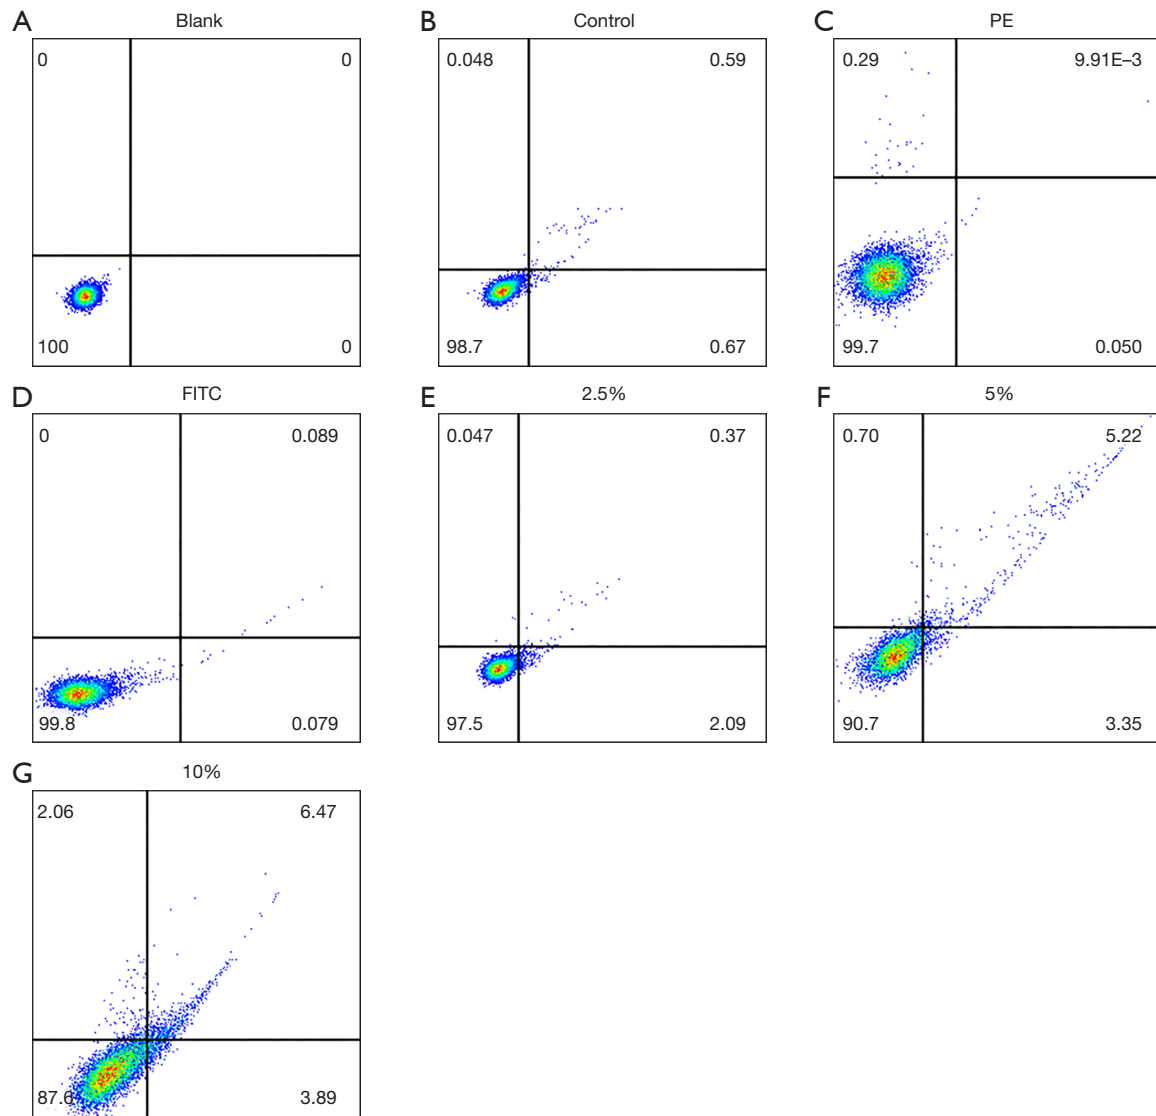 A Blank
0 0
100 0
B Control
0.048 0.59
98.7 0.67
C PE
0.29 9.91E–3
99.7 0.050
D FITC
0 0.089
99.8 0.079
E 2.5%
0.047 0.37
97.5 2.09
F 5%
0.70 5.22
90.7 3.35
G 10%
2.06 6.47
87.6 3.89